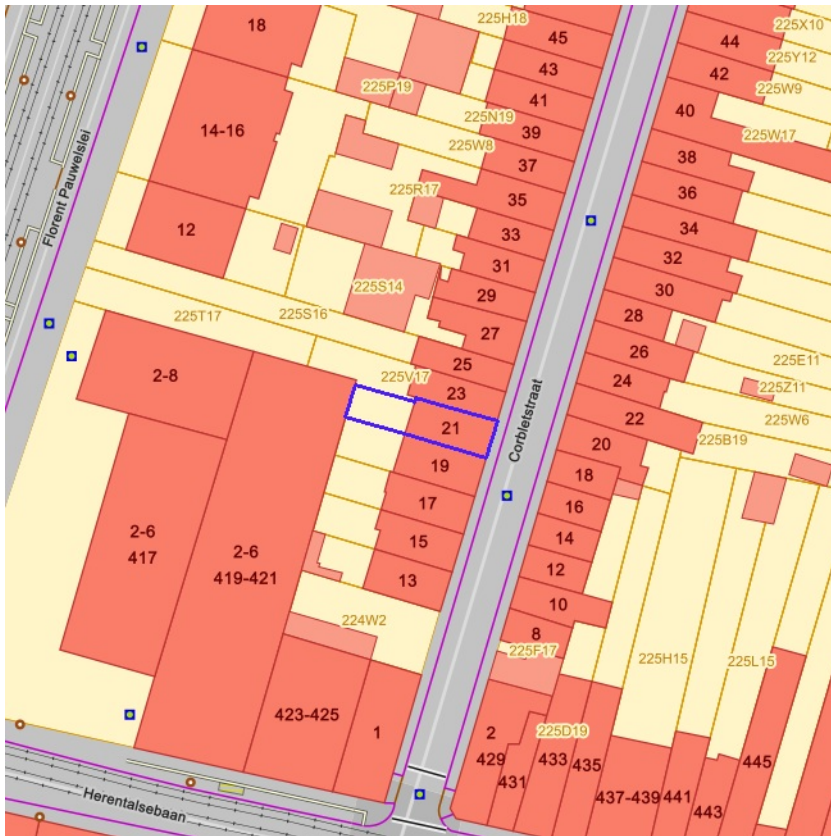 18
225H18
45
44
225X10
225Y12
43
42
225P19
225W9
41
40
14-16
225N19
39
225W17
225W8
37
38
Florent Pauwelslei
225R17
35
36
12
33
34
31
32
225S14
29
30
225T17
225S16
27
28
25
26
225E11
2-8
225V17
23
24
225Z11
21
22
225W6
Corbletstraat
20
225B19
19
18
17
16
2-6
417
15
14
2-6
419-421
13
12
10
224W2
8
225F17
225H15
225L15
423-425
1
2
225D19
429
433
445
431
435
Herentalsebaan
437-439
441
443